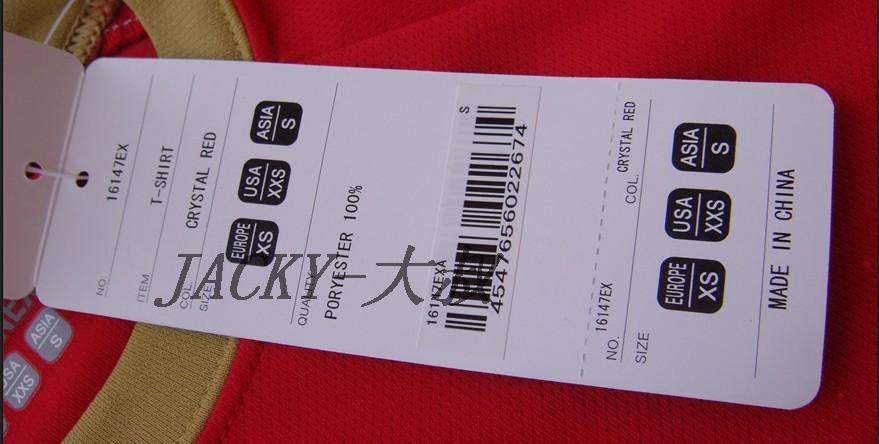 NO. 16147EX
ITEM T-SHIRT
COL. CRYSTAL RED
SIZE
EUROPE XS
USA XXS
ASIA S
QUALITY
PORYESTER 100%
16147EXA S
4547656022674
NO. 16147EX
COL. CRYSTAL RED
SIZE
EUROPE XS
USA XXS
ASIA S
MADE IN CHINA
JACKY-大
USA XXS
ASIA S